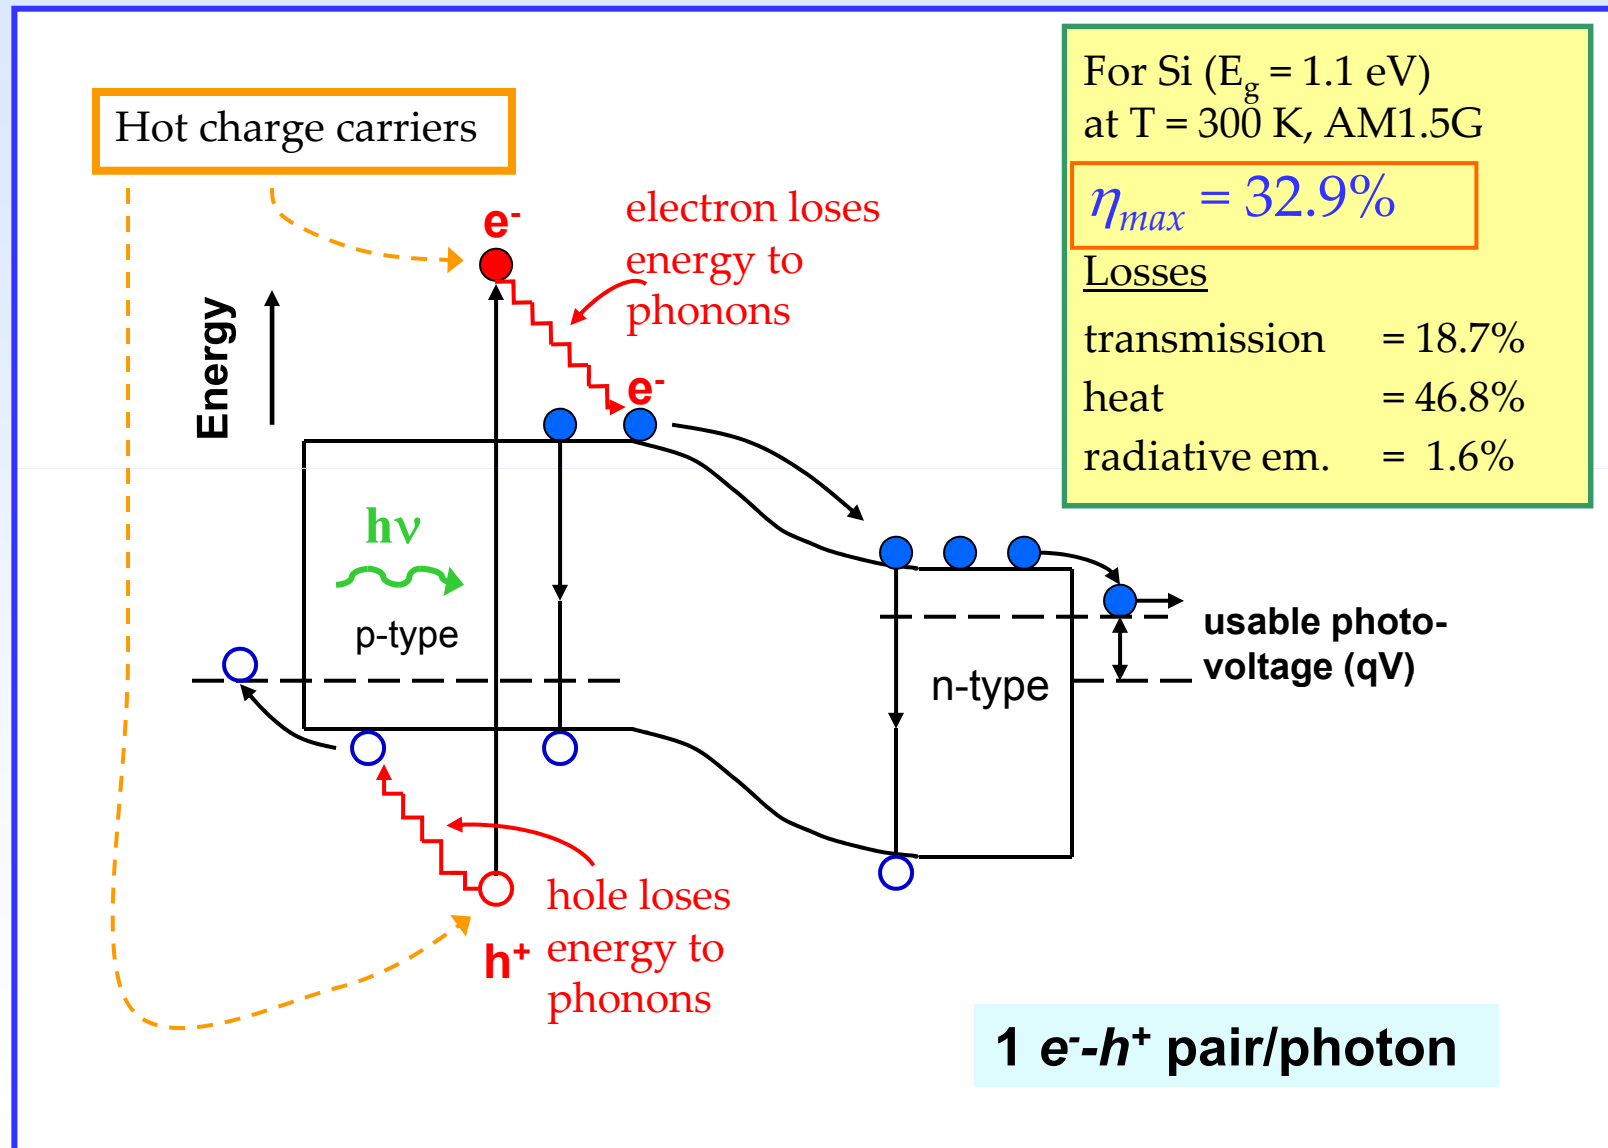 Hot charge carriers
For Si (E_g = 1.1 eV)
at T = 300 K, AM1.5G
η_max = 32.9%
Losses
transmission = 18.7%
heat = 46.8%
radiative em. = 1.6%
e⁻
electron loses
energy to
phonons
Energy
e⁻
hν
p-type
n-type
usable photo-
voltage (qV)
h⁺
hole loses
energy to
phonons
1 e⁻-h⁺ pair/photon